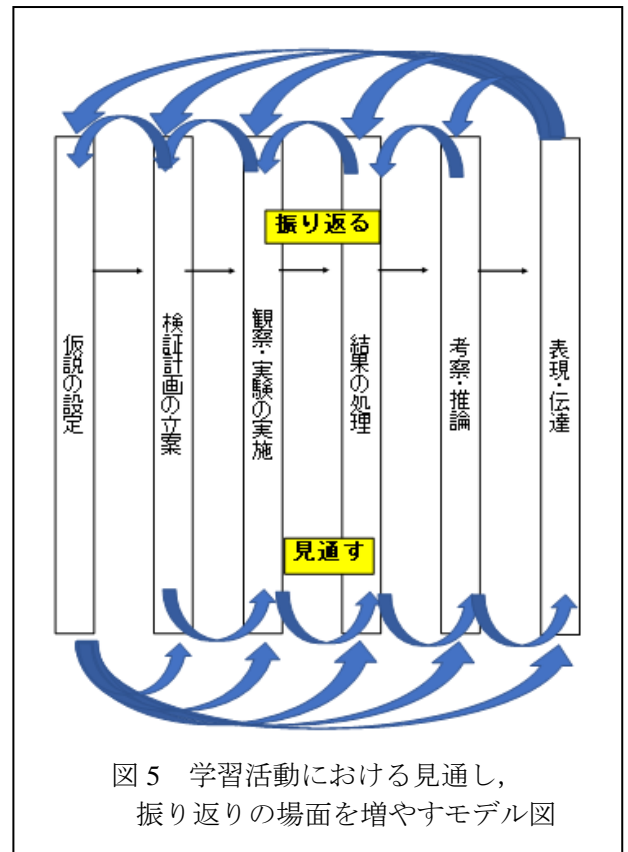 振り返る
仮説の設定
検証計画の立案
観察・実験の実施
結果の処理
考察・推論
表現・伝達
見通す
図5 学習活動における見通し,
振り返りの場面を増やすモデル図